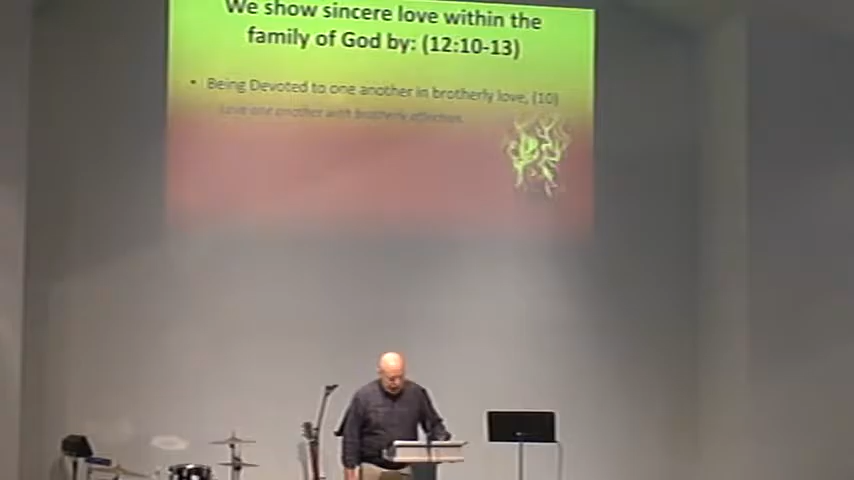 We show sincere love within the
family of God by: (12:10-13)
• Being Devoted to one another in brotherly love, (10)
Love one another with brotherly affection.